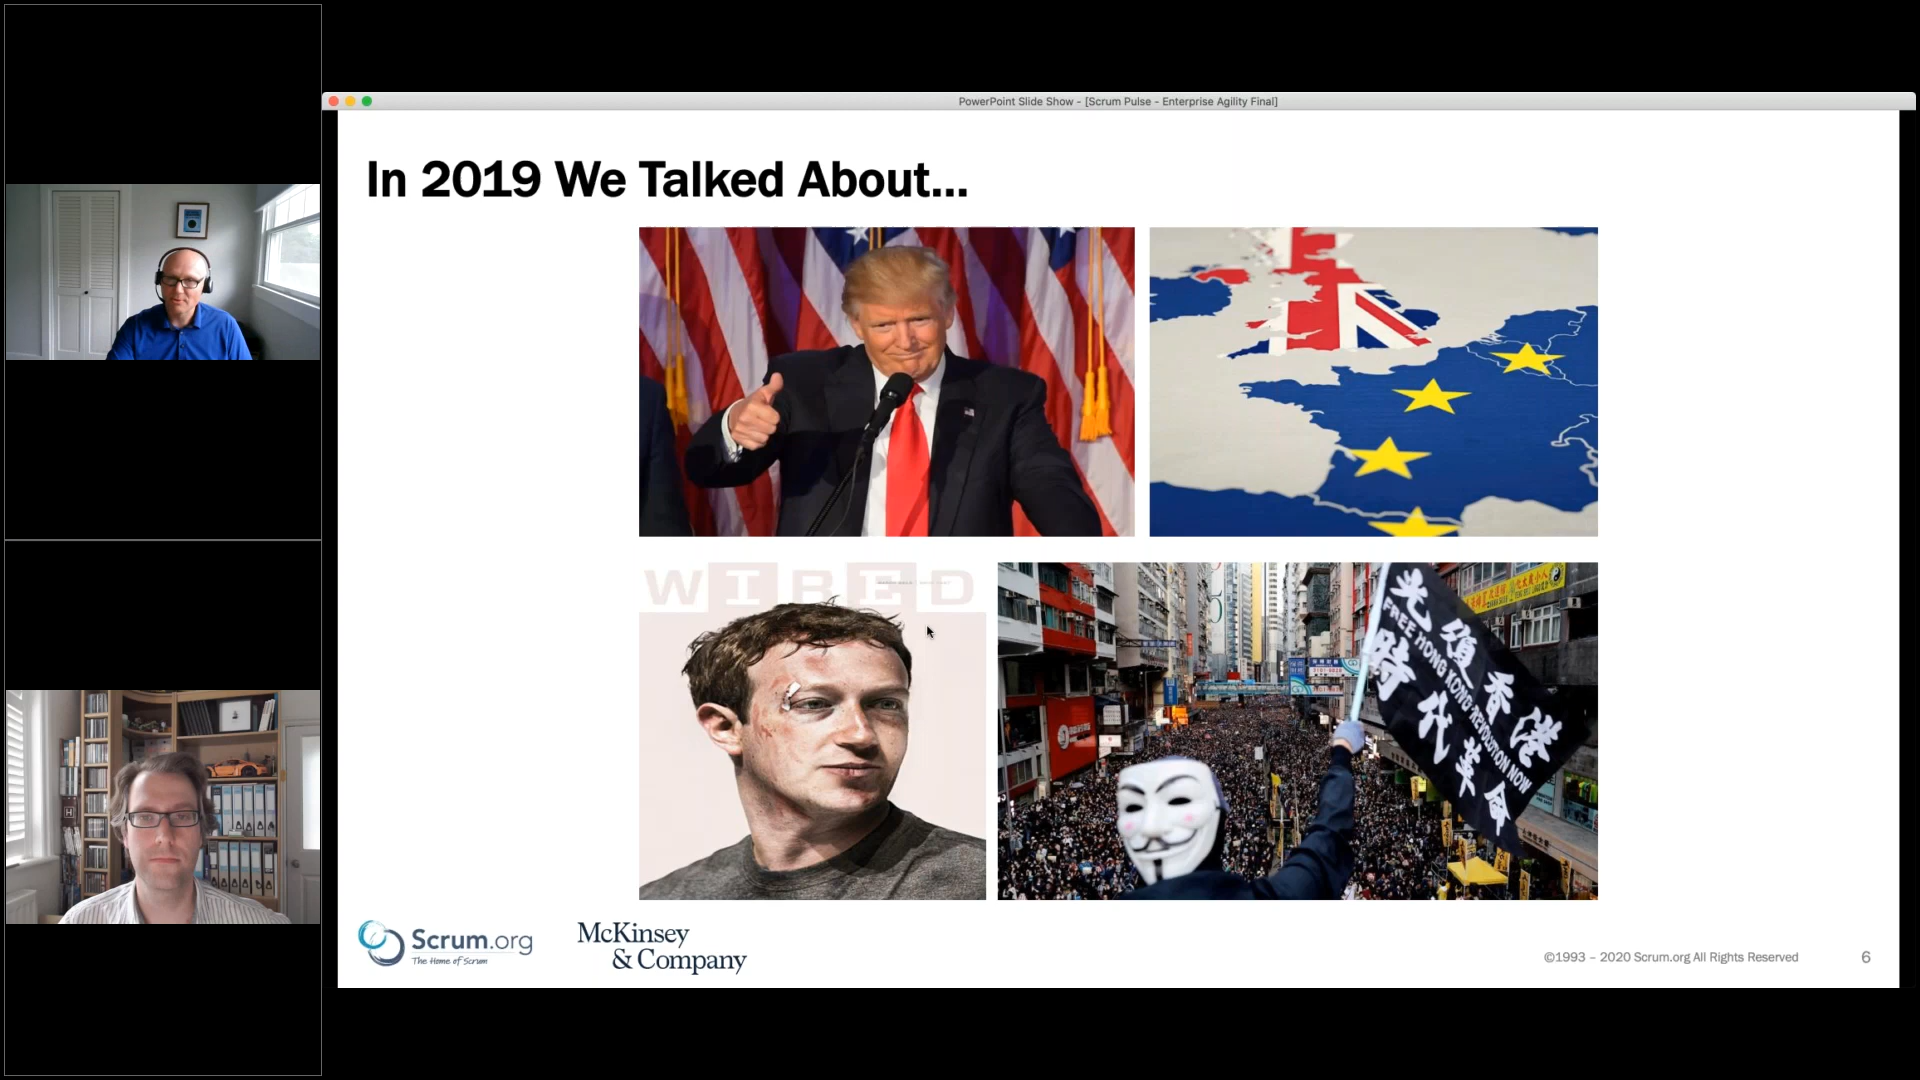 PowerPoint Slide Show - [Scrum Pulse - Enterprise Agility Final]
In 2019 We Talked About...
WIRED
光復香港
時代革命
FREE HONG KONG REVOLUTION NOW
Scrum.org
The Home of Scrum
McKinsey
& Company
©1993 – 2020 Scrum.org All Rights Reserved
6